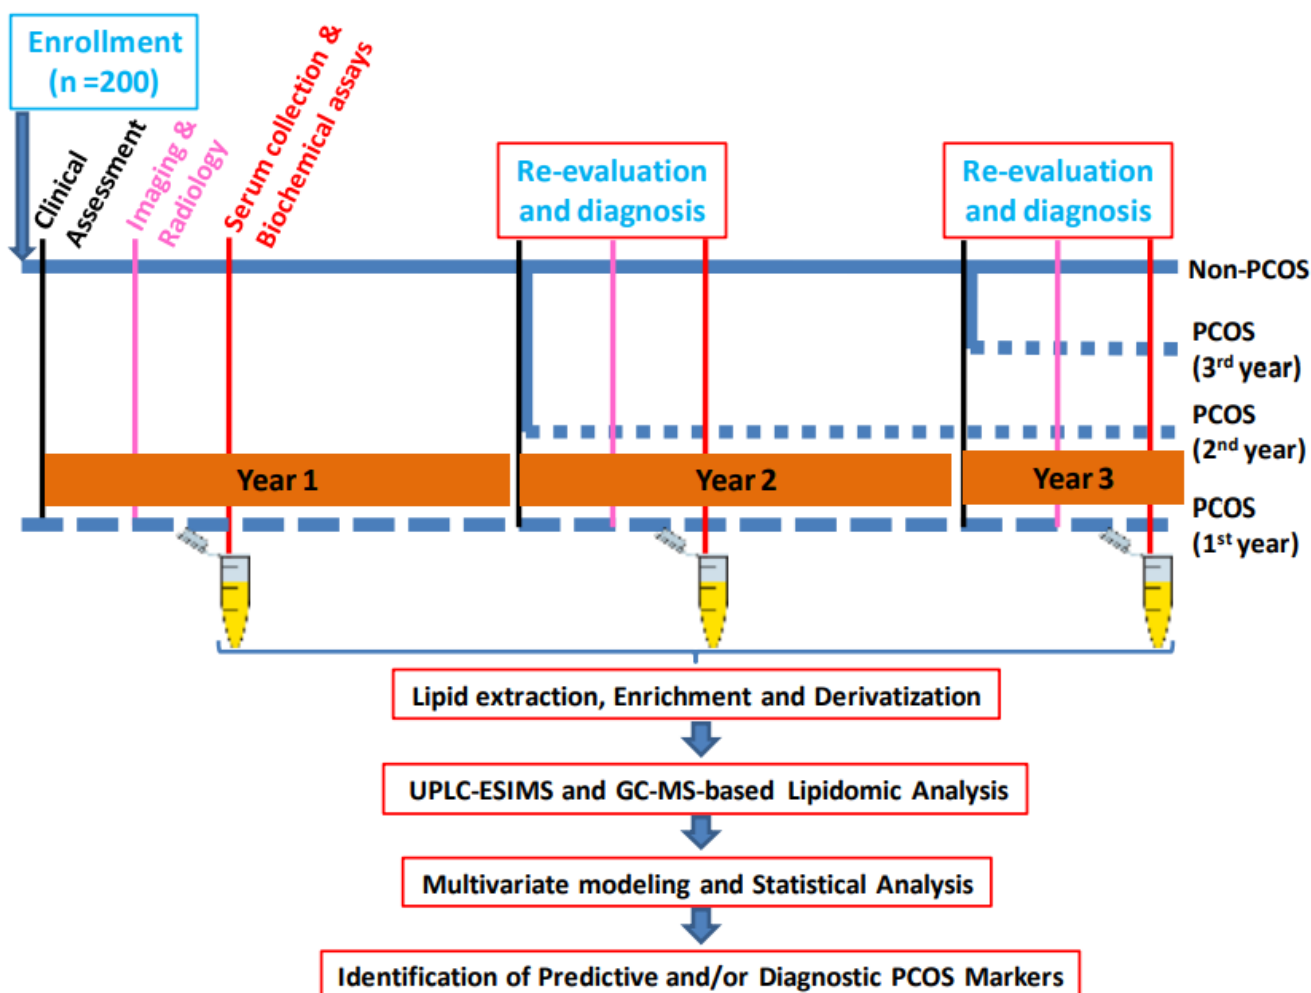 Enrollment
(n =200)
Clinical
Assessment
Imaging &
Radiology
Serum collection &
Biochemical assays
Re-evaluation
and diagnosis
Re-evaluation
and diagnosis
Non-PCOS
PCOS
(3rd year)
PCOS
(2nd year)
Year 1
Year 2
Year 3
PCOS
(1st year)
Lipid extraction, Enrichment and Derivatization
UPLC-ESIMS and GC-MS-based Lipidomic Analysis
Multivariate modeling and Statistical Analysis
Identification of Predictive and/or Diagnostic PCOS Markers